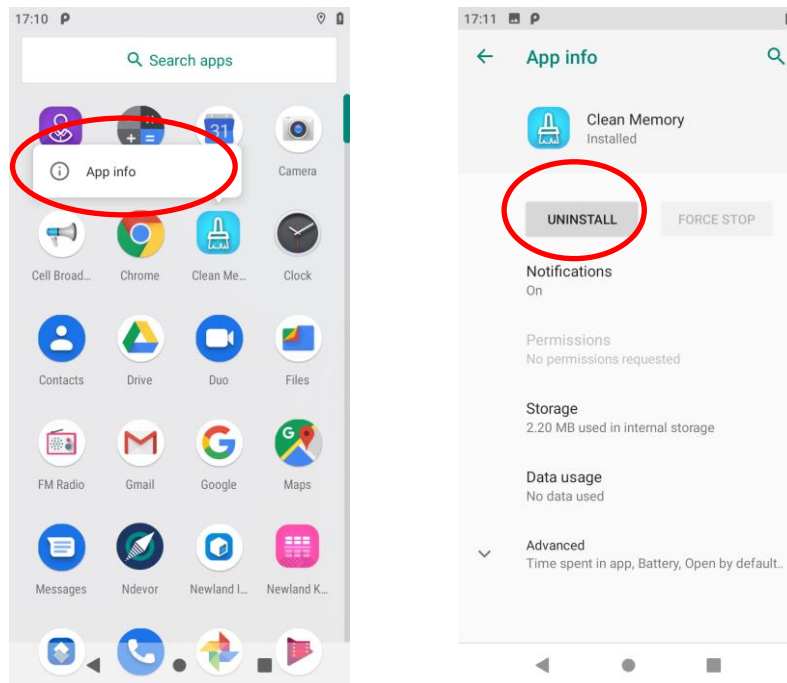 17:10
Search apps
31
App info
Camera
Cell Broad...
Chrome
Clean Me...
Clock
Contacts
Drive
Duo
Files
FM Radio
Gmail
Google
Maps
Messages
Ndevor
Newland I...
Newland K...
17:11
App info
Clean Memory
Installed
UNINSTALL
FORCE STOP
Notifications
On
Permissions
No permissions requested
Storage
2.20 MB used in internal storage
Data usage
No data used
Advanced
Time spent in app, Battery, Open by default..